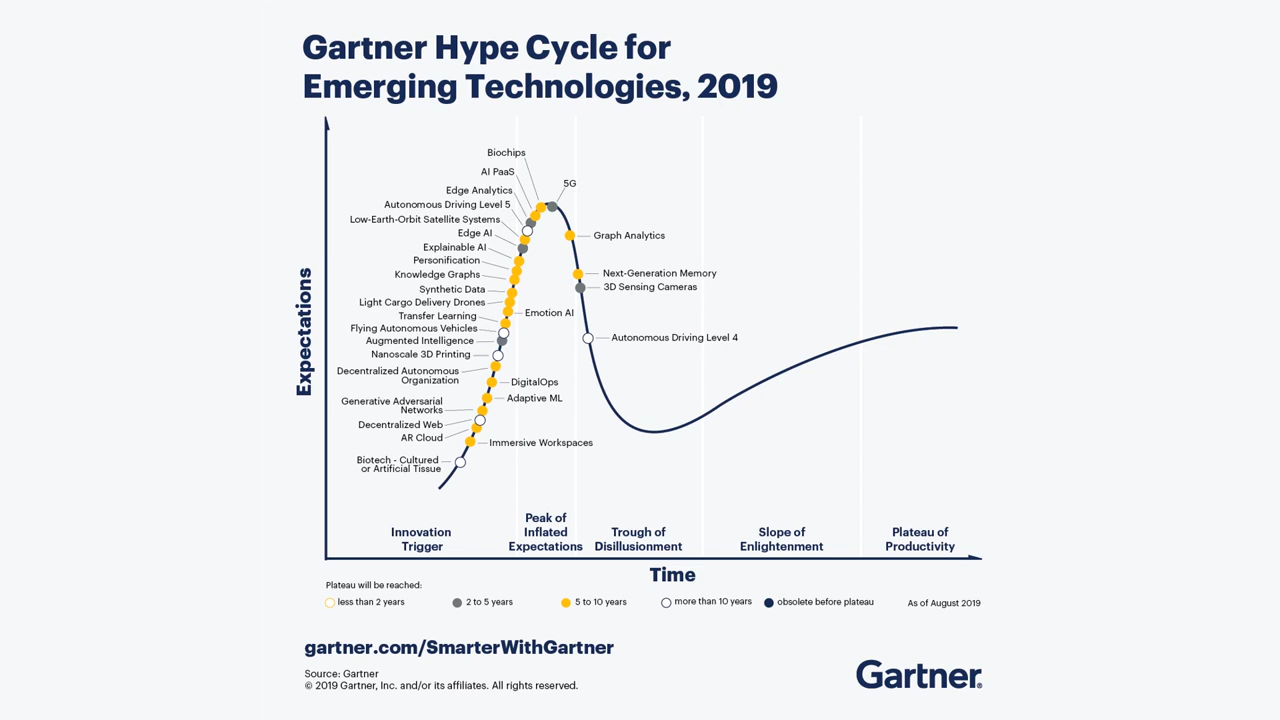 Gartner Hype Cycle for
Emerging Technologies, 2019
Expectations
Biochips
AI PaaS
5G
Edge Analytics
Autonomous Driving Level 5
Low-Earth-Orbit Satellite Systems
Edge AI
Graph Analytics
Explainable AI
Personification
Knowledge Graphs
Next-Generation Memory
Synthetic Data
3D Sensing Cameras
Light Cargo Delivery Drones
Transfer Learning
Emotion AI
Flying Autonomous Vehicles
Augmented Intelligence
Autonomous Driving Level 4
Nanoscale 3D Printing
Decentralized Autonomous
Organization
DigitalOps
Adaptive ML
Generative Adversarial
Networks
Decentralized Web
AR Cloud
Immersive Workspaces
Biotech - Cultured
or Artificial Tissue
Innovation
Trigger
Peak of
Inflated
Expectations
Trough of
Disillusionment
Slope of
Enlightenment
Plateau of
Productivity
Time
Plateau will be reached:
less than 2 years
2 to 5 years
5 to 10 years
more than 10 years
obsolete before plateau
As of August 2019
gartner.com/SmarterWithGartner
Source: Gartner
© 2019 Gartner, Inc. and/or its affiliates. All rights reserved.
Gartner®